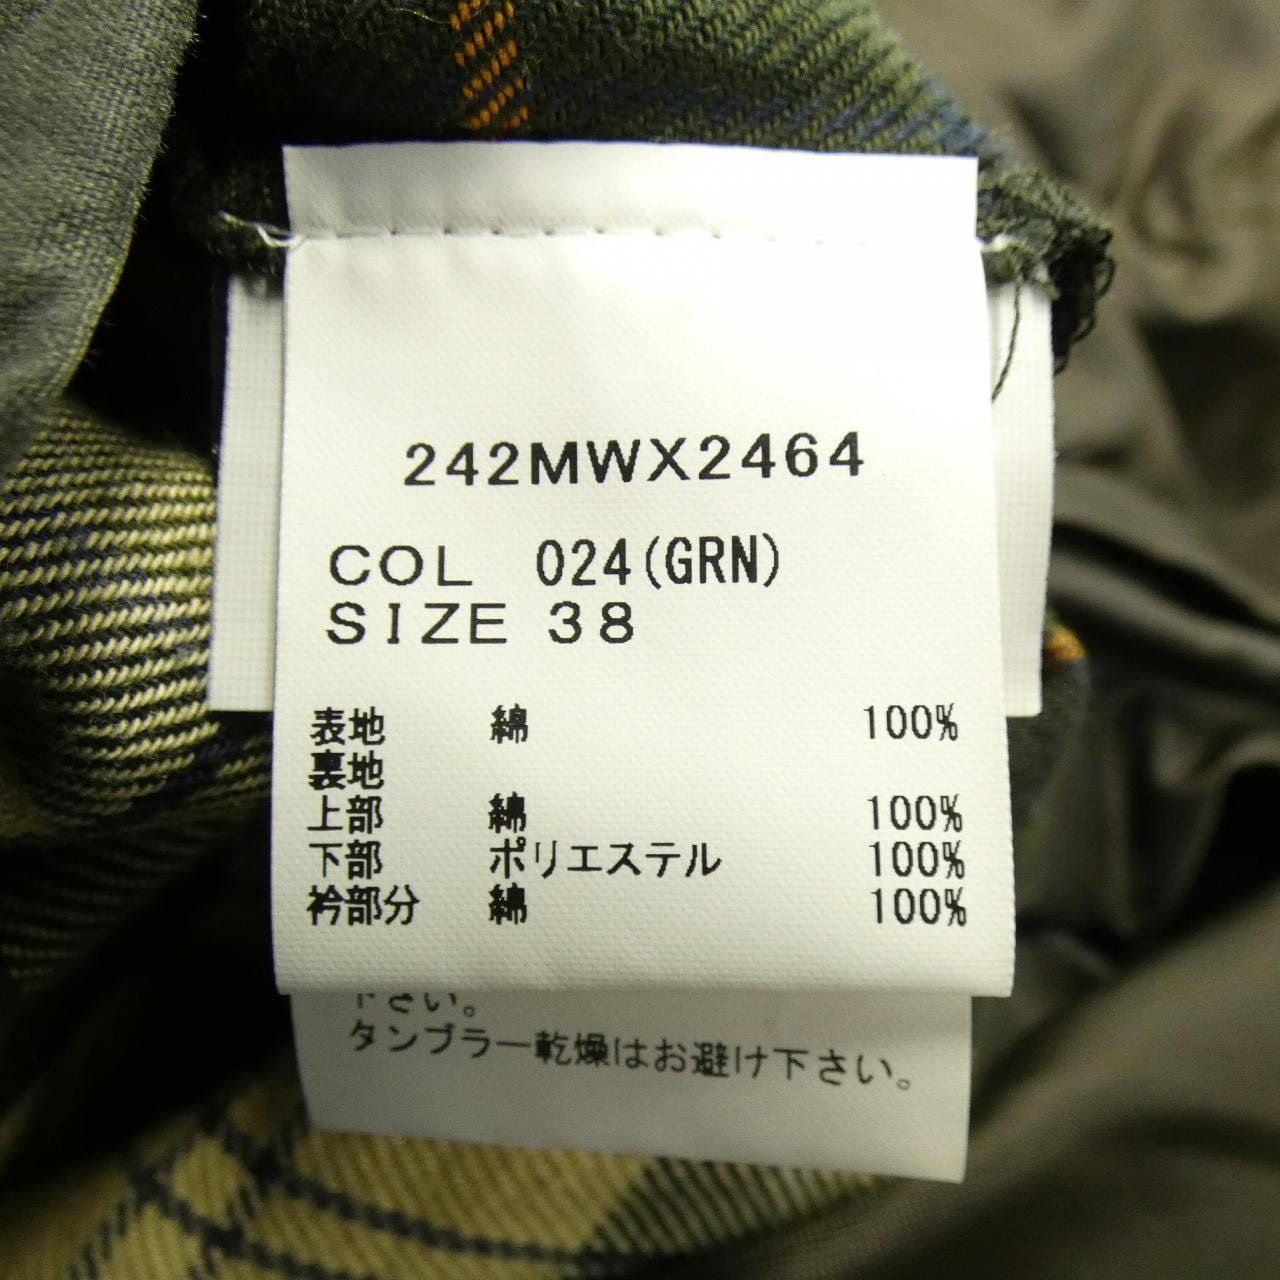 242MWX2464
COL 024(GRN)
SIZE 38
表地 綿 100%
裏地
上部 綿 100%
下部 ポリエステル 100%
衿部分 綿 100%
下さい。
タンブラー乾燥はお避け下さい。